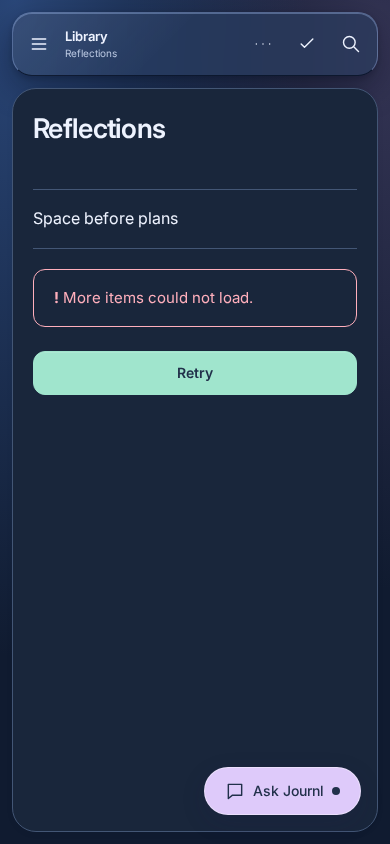 Library
Reflections
Reflections
Space before plans
! More items could not load.
Retry
Ask Journl